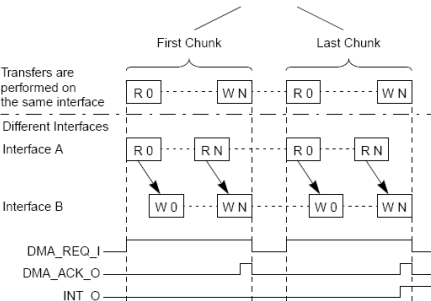 First Chunk
Last Chunk
Transfers are
performed on
the same interface
R 0
W N
R 0
W N
Different Interfaces
Interface A
R 0
R N
R 0
R N
Interface B
W 0
W N
W 0
W N
DMA_REQ_I
DMA_ACK_O
INT_O